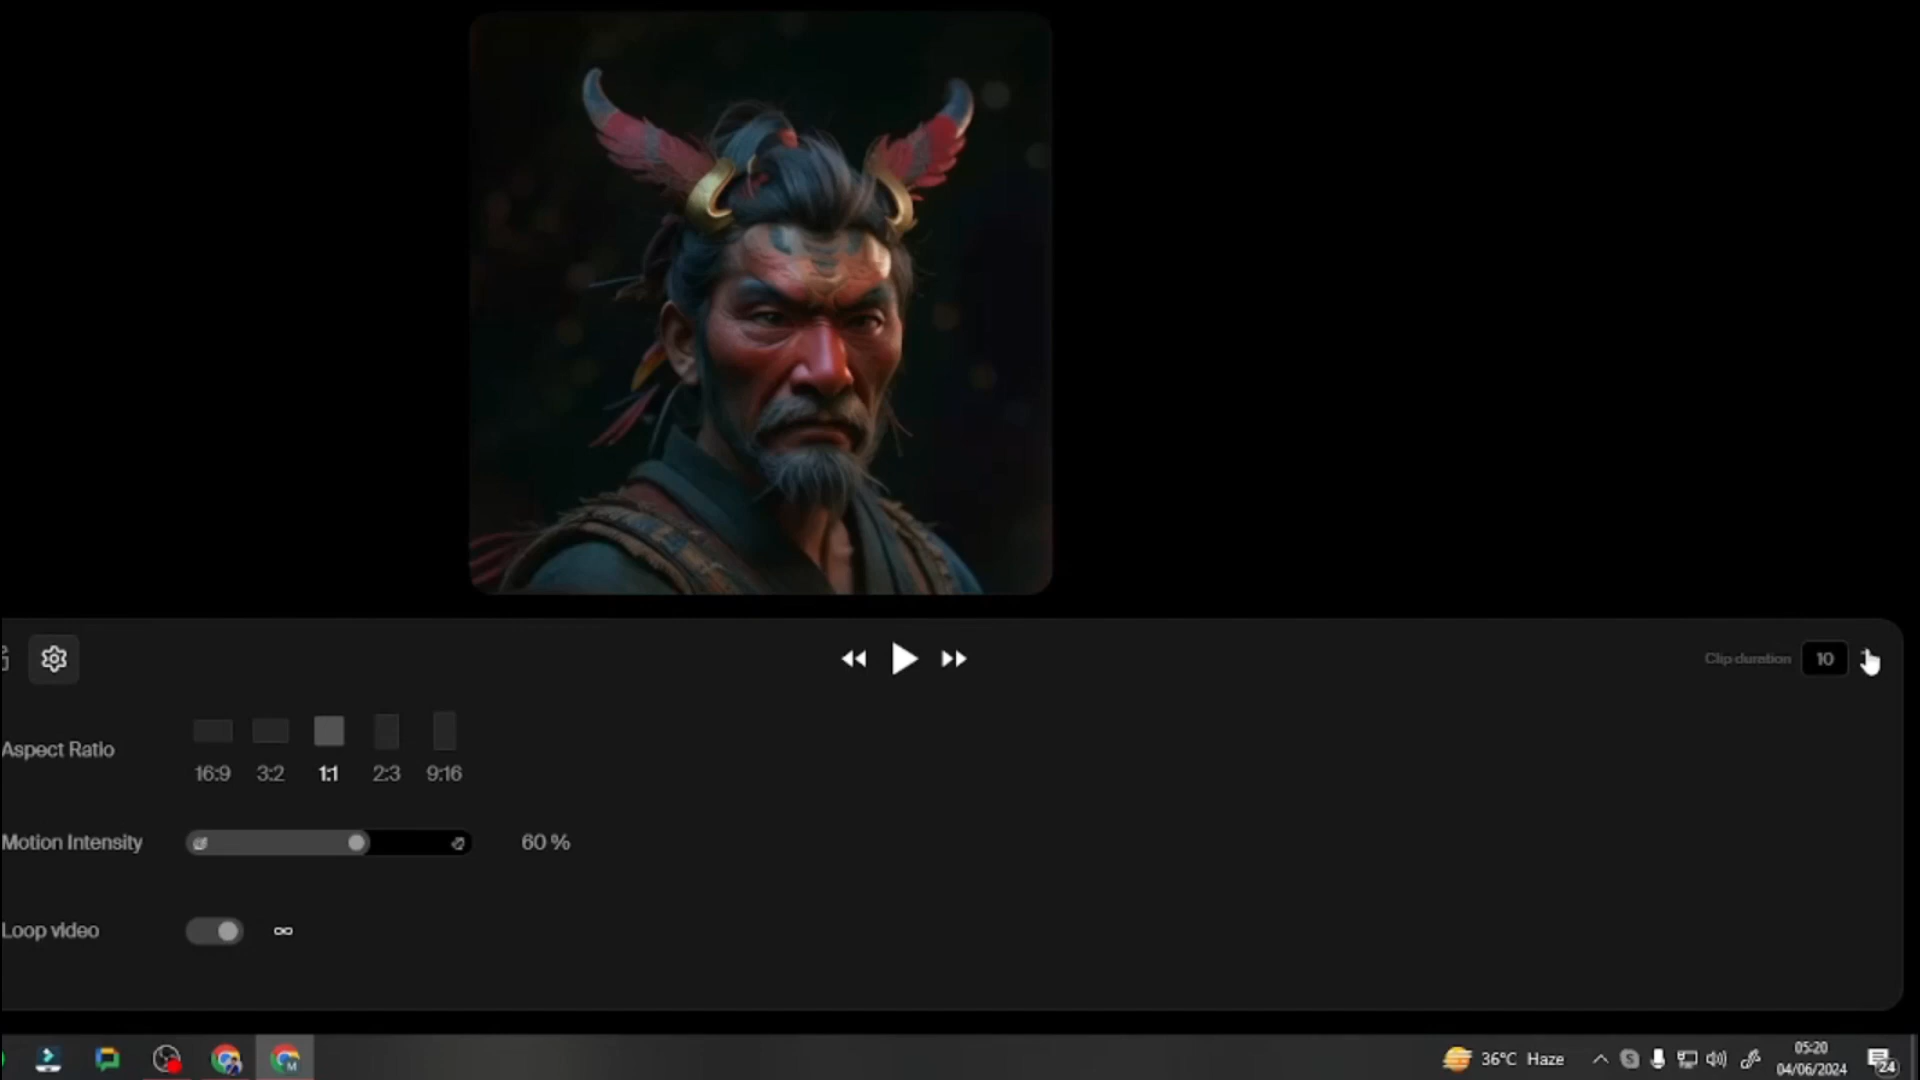 Clip duration 10
Aspect Ratio
16:9 3:2 1:1 2:3 9:16
Motion Intensity 60 %
Loop video
36°C Haze
05:20
04/06/2024
24